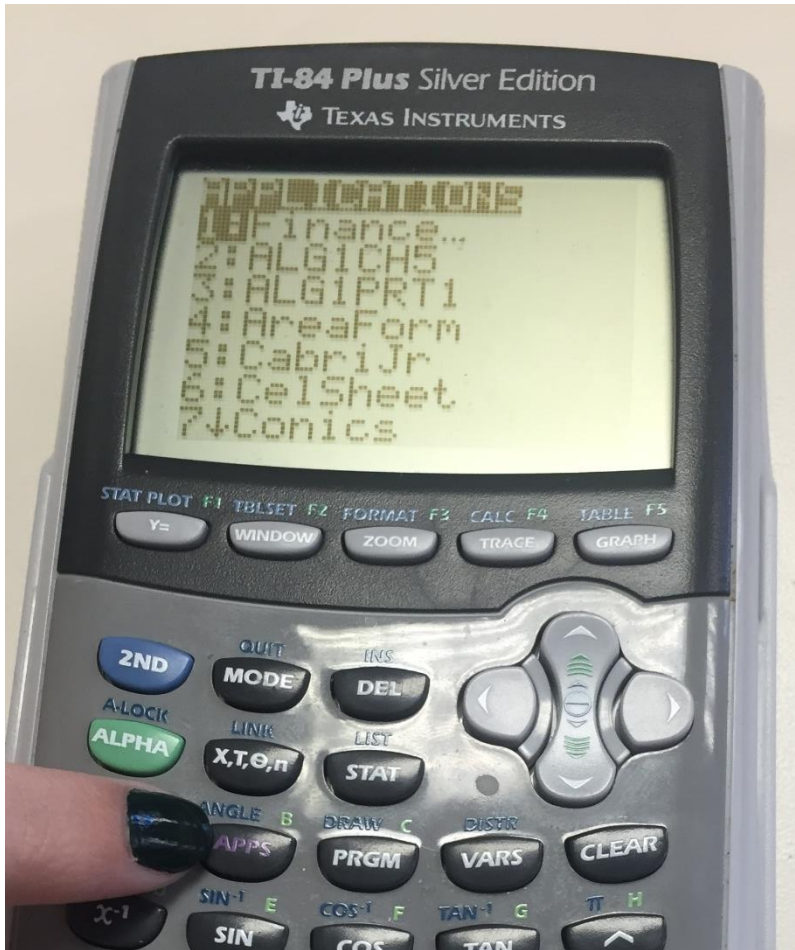 TI-84 Plus Silver Edition
TEXAS INSTRUMENTS
APPLICATIONS
1:Finance…
2:ALG1CH5
3:ALG1PRT1
4:AreaForm
5:CabriJr
6:CelSheet
7↓Conics
STAT PLOT F1 TBLSET F2 FORMAT F3 CALC F4 TABLE F5
Y= WINDOW ZOOM TRACE GRAPH
QUIT INS
2ND MODE DEL
A-LOCK LINK LIST
ALPHA X,T,Θ,n STAT
ANGLE B DRAW C DISTR
APPS PRGM VARS CLEAR
SIN⁻¹ E COS⁻¹ F TAN⁻¹ G π H
x⁻¹ SIN COS TAN ^